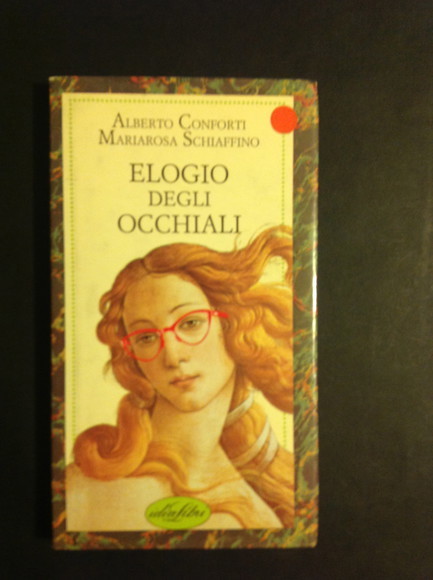 ALBERTO CONFORTI
MARIAROSA SCHIAFFINO
ELOGIO
DEGLI
OCCHIALI
idealibri